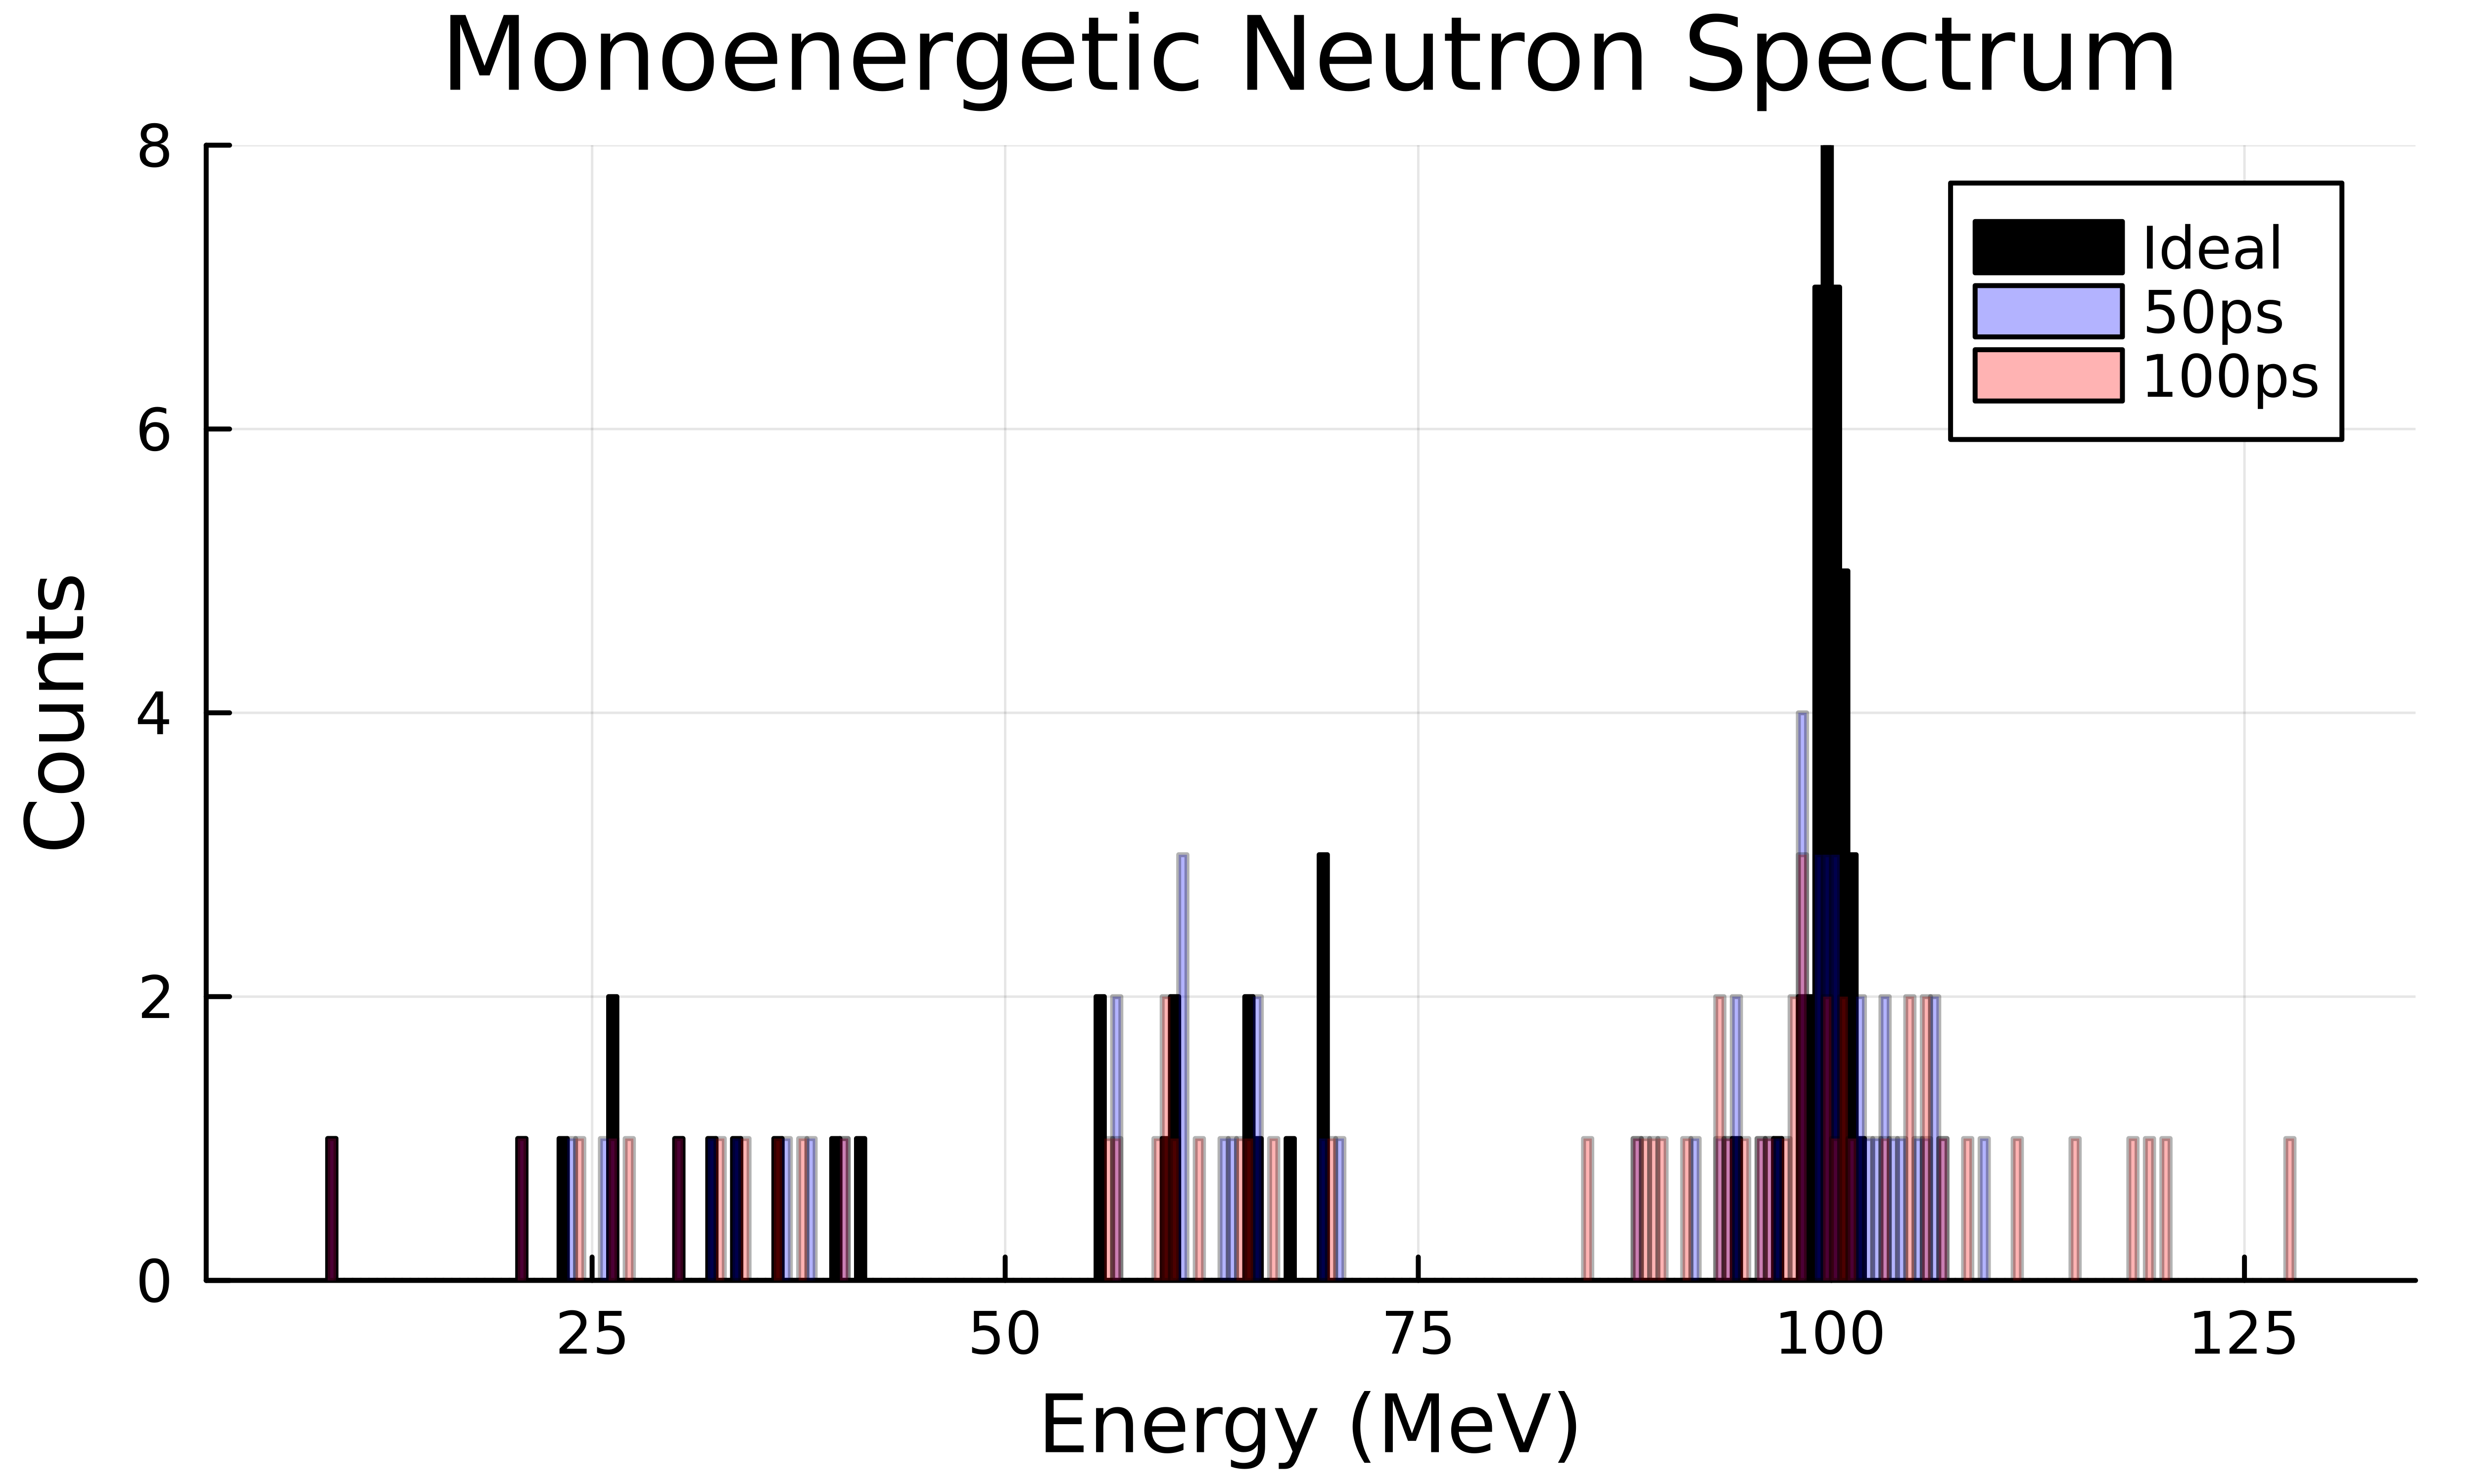 Monoenergetic Neutron Spectrum
8
6
4
2
0
Counts
Ideal
50ps
100ps
25 50 75 100 125
Energy (MeV)